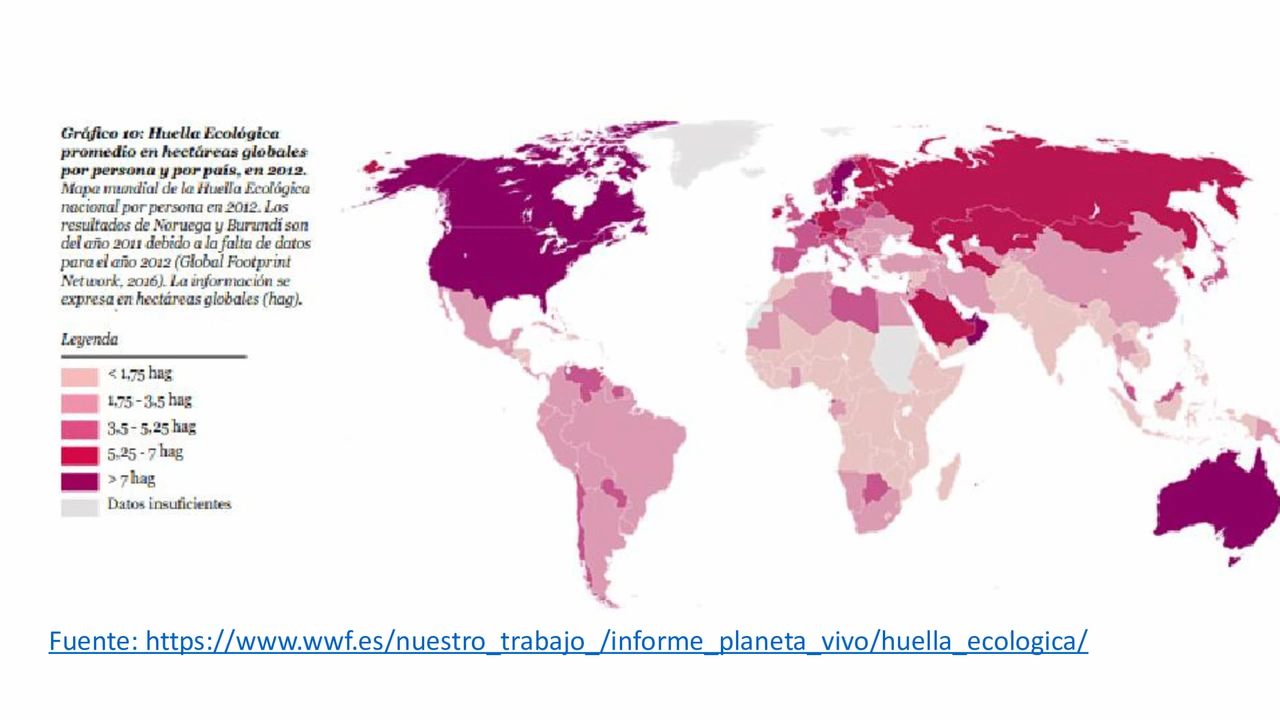 Gráfico 10: Huella Ecológica
promedio en hectáreas globales
por persona y por país, en 2012.
Mapa mundial de la Huella Ecológica
nacional por persona en 2012. Los
resultados de Noruega y Burundi son
del año 2011 debido a la falta de datos
para el año 2012 (Global Footprint
Network, 2016). La información se
expresa en hectáreas globales (hag).
Leyenda
< 1,75 hag
1,75 - 3,5 hag
3,5 - 5,25 hag
5,25 - 7 hag
> 7 hag
Datos insuficientes
Fuente: https://www.wwf.es/nuestro_trabajo_/informe_planeta_vivo/huella_ecologica/